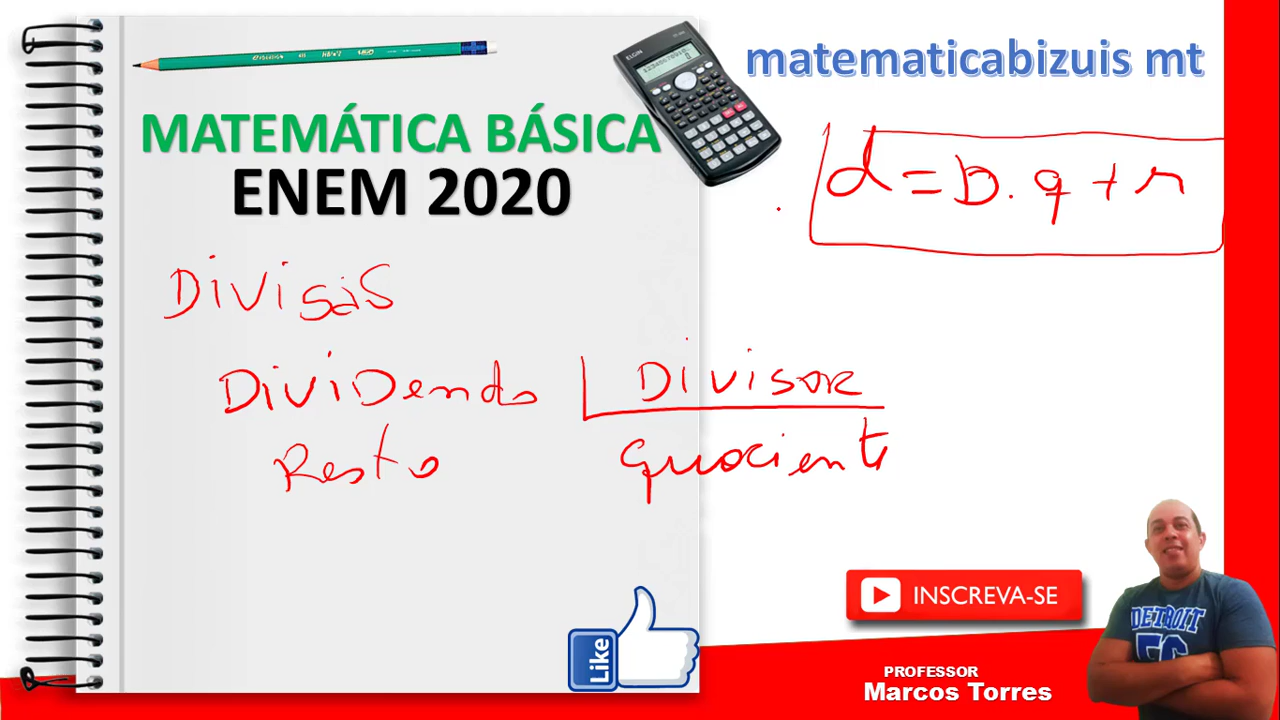 matematicabizuis mt
MATEMÁTICA BÁSICA
ENEM 2020
d = D . q + r
Divisão
DiviDendo Divisor
Resto quociente
INSCREVA-SE
Like
DETROIT
PROFESSOR
Marcos Torres